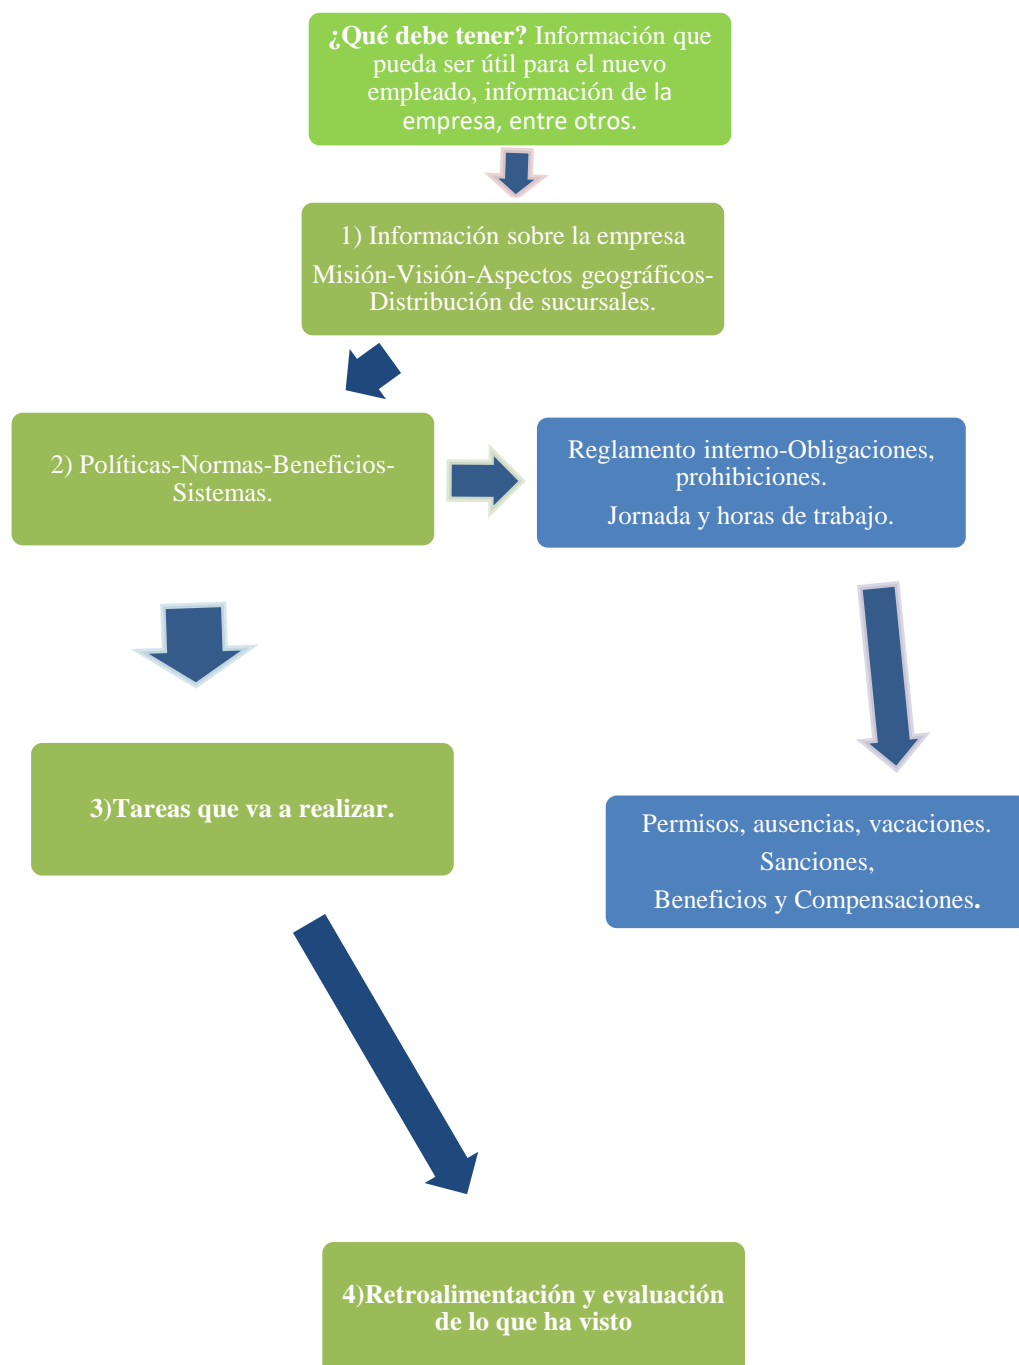 ¿Qué debe tener? Información que
pueda ser útil para el nuevo
empleado, información de la
empresa, entre otros.
1) Información sobre la empresa
Misión-Visión-Aspectos geográficos-
Distribución de sucursales.
2) Políticas-Normas-Beneficios-
Sistemas.
Reglamento interno-Obligaciones,
prohibiciones.
Jornada y horas de trabajo.
3)Tareas que va a realizar.
Permisos, ausencias, vacaciones.
Sanciones,
Beneficios y Compensaciones.
4)Retroalimentación y evaluación
de lo que ha visto